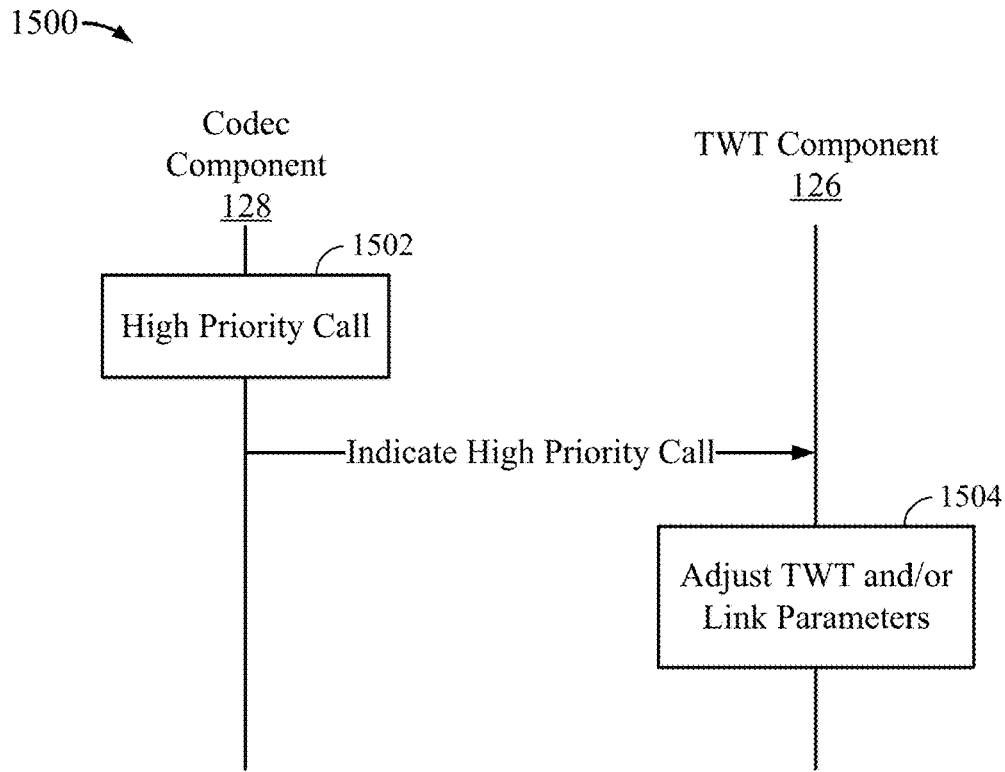 1500
Codec
Component
128
TWT Component
126
1502
High Priority Call
Indicate High Priority Call
1504
Adjust TWT and/or
Link Parameters